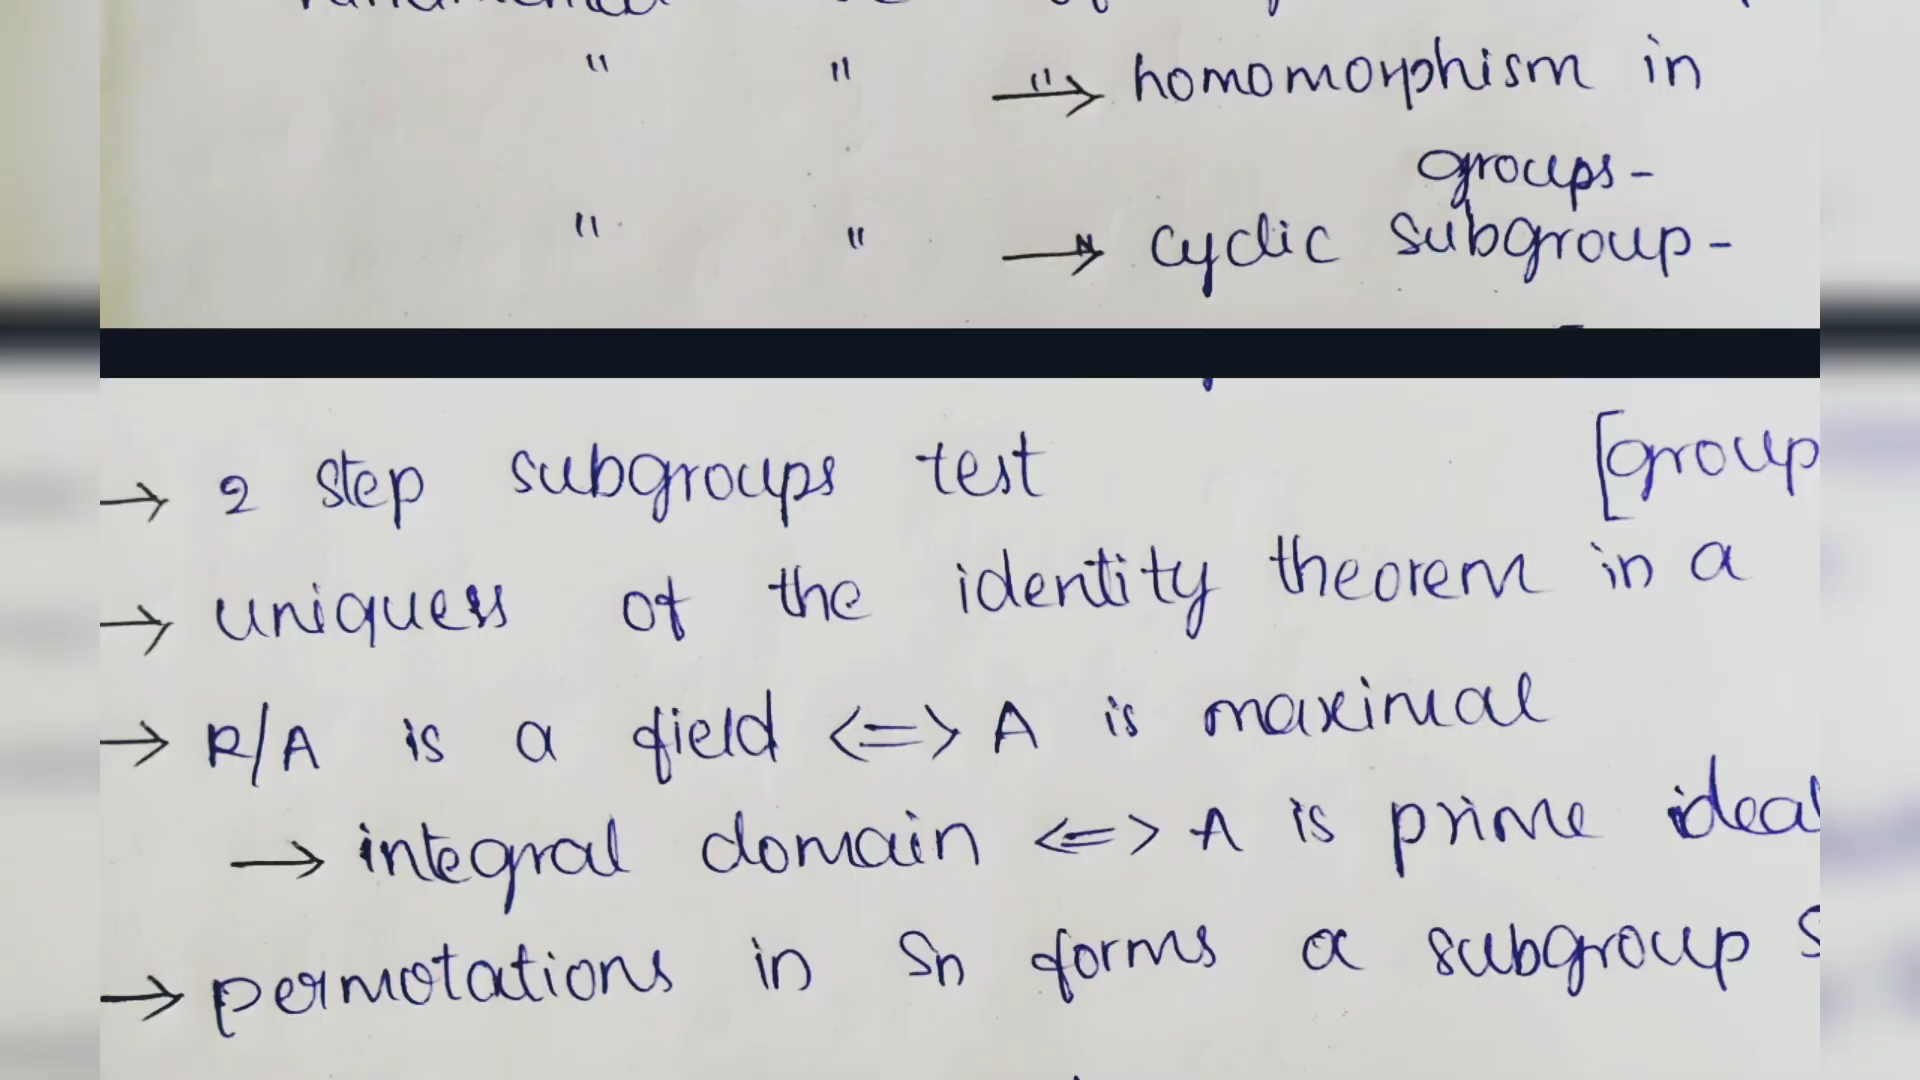 " " " → homomorphism in
groups-
" " → cyclic subgroup-
→ 2 step subgroups test [group
→ uniquess of the identity theorem in a
→ R/A is a field <=> A is maximal
→ integral domain <=> A is prime ideal
→ permotations in Sn forms a subgroup S